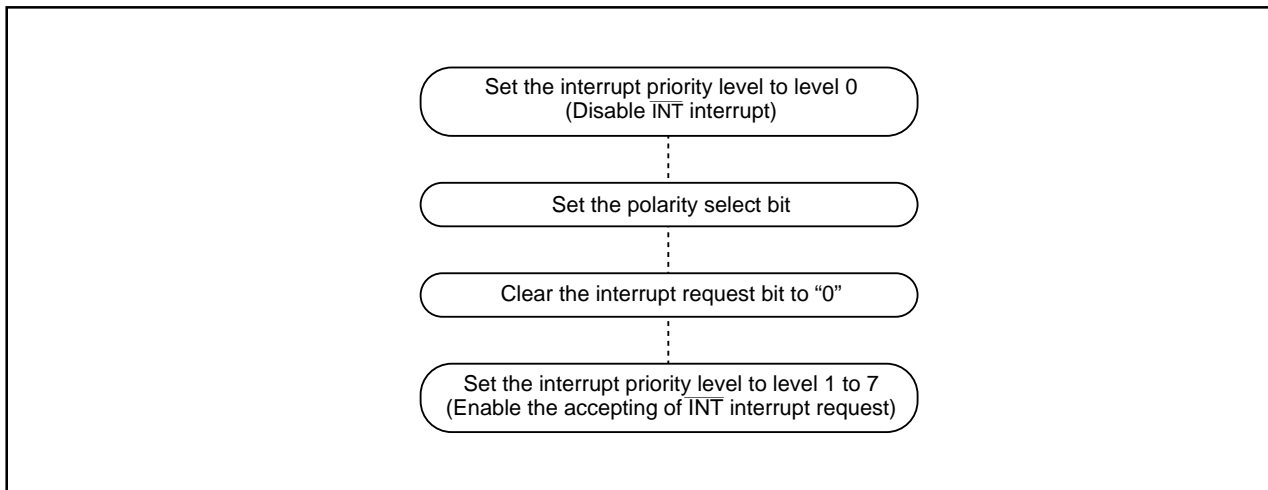 Set the interrupt priority level to level 0
(Disable INT interrupt)
Set the polarity select bit
Clear the interrupt request bit to “0”
Set the interrupt priority level to level 1 to 7
(Enable the accepting of INT interrupt request)